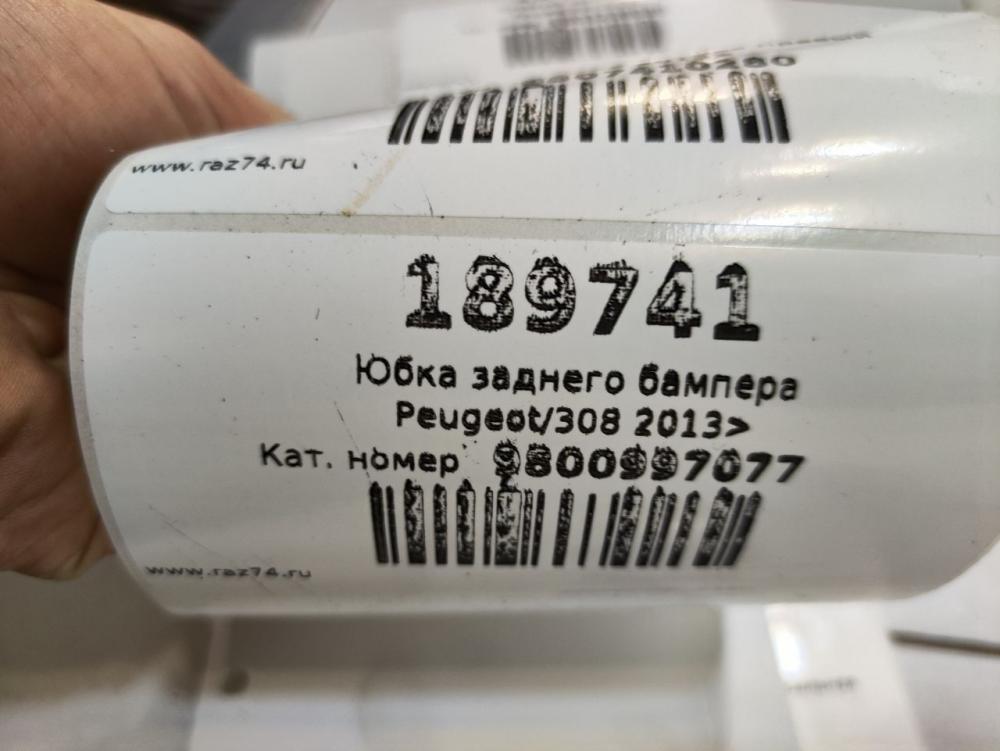 www.raz74.ru
189741
Юбка заднего бампера
Peugeot/308 2013>
Кат. номер 9800997077
www.raz74.ru